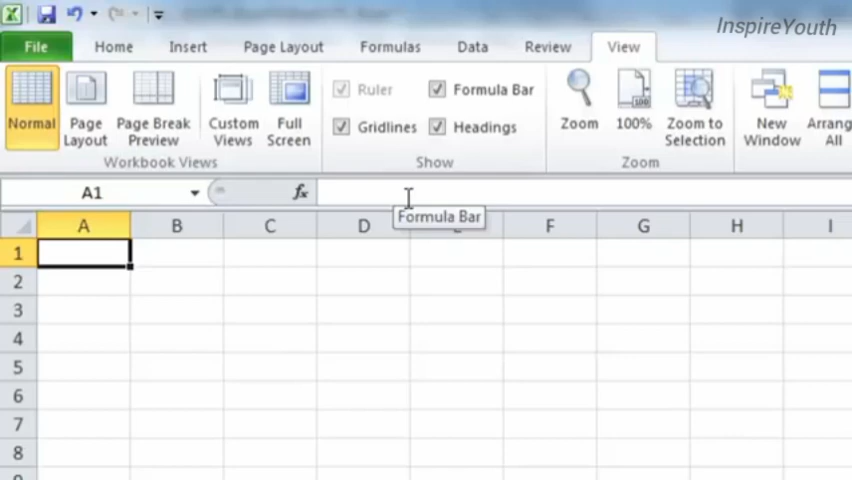 InspireYouth
File Home Insert Page Layout Formulas Data Review View
Normal Page Layout Page Break Preview Custom Views Full Screen
Ruler Formula Bar
Gridlines Headings
Zoom 100% Zoom to Selection New Window Arrang All
Workbook Views Show Zoom
A1 fx
Formula Bar
A B C D E F G H I
1
2
3
4
5
6
7
8